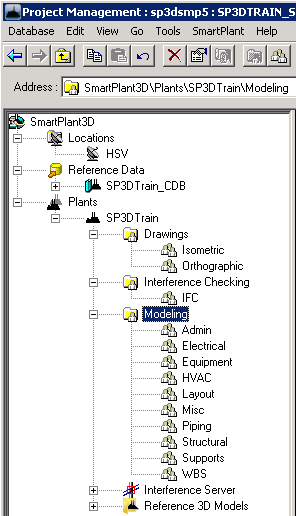 Project Management : sp3dsmp5 : SP3DTRAIN_S
Database Edit View Go Tools SmartPlant Help
Address : SmartPlant3D\Plants\SP3DTrain\Modeling
SmartPlant3D
Locations
HSV
Reference Data
SP3DTrain_CDB
Plants
SP3DTrain
Drawings
Isometric
Orthographic
Interference Checking
IFC
Modeling
Admin
Electrical
Equipment
HVAC
Layout
Misc
Piping
Structural
Supports
WBS
Interference Server
Reference 3D Models